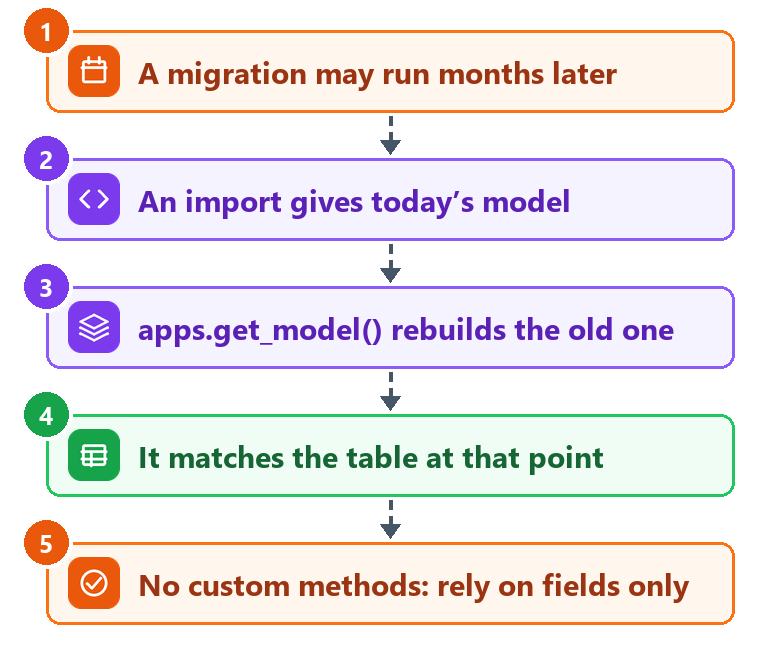 1
A migration may run months later
2
An import gives today’s model
3
apps.get_model() rebuilds the old one
4
It matches the table at that point
5
No custom methods: rely on fields only